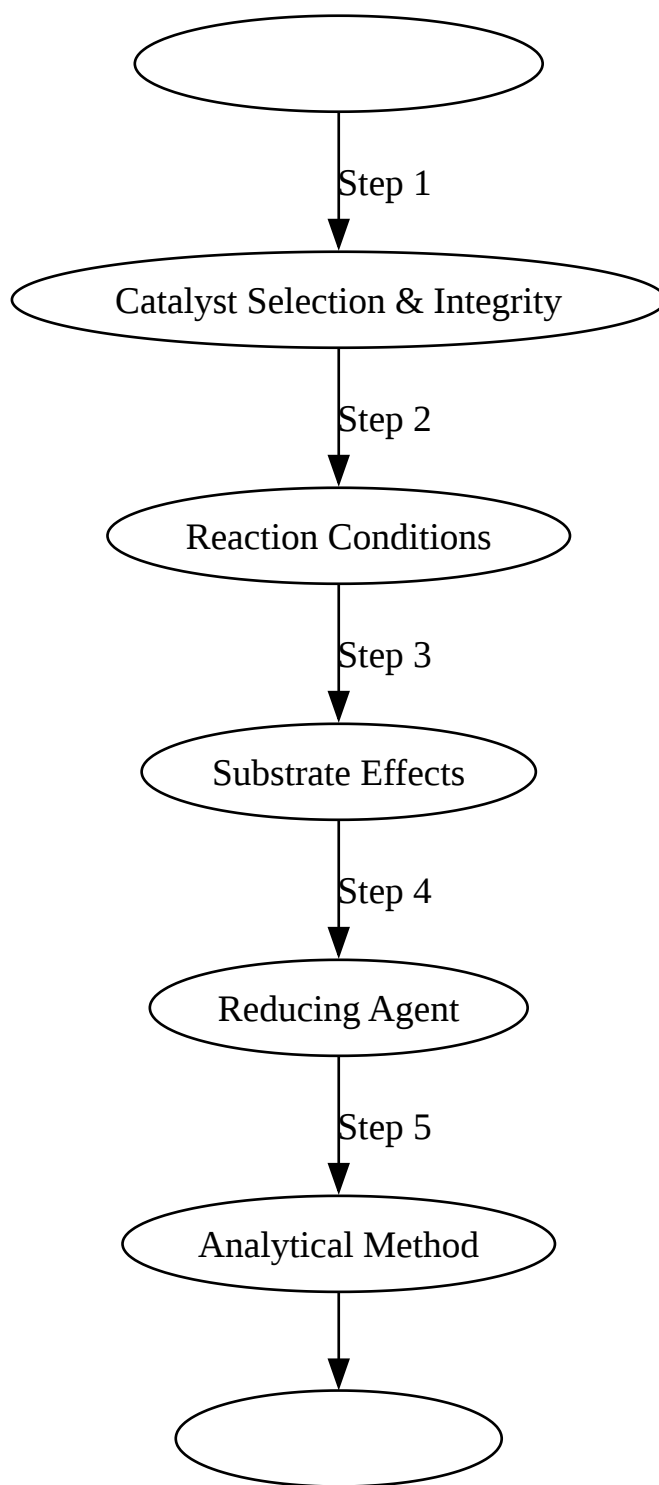 Step 1
Catalyst Selection & Integrity
Step 2
Reaction Conditions
Step 3
Substrate Effects
Step 4
Reducing Agent
Step 5
Analytical Method